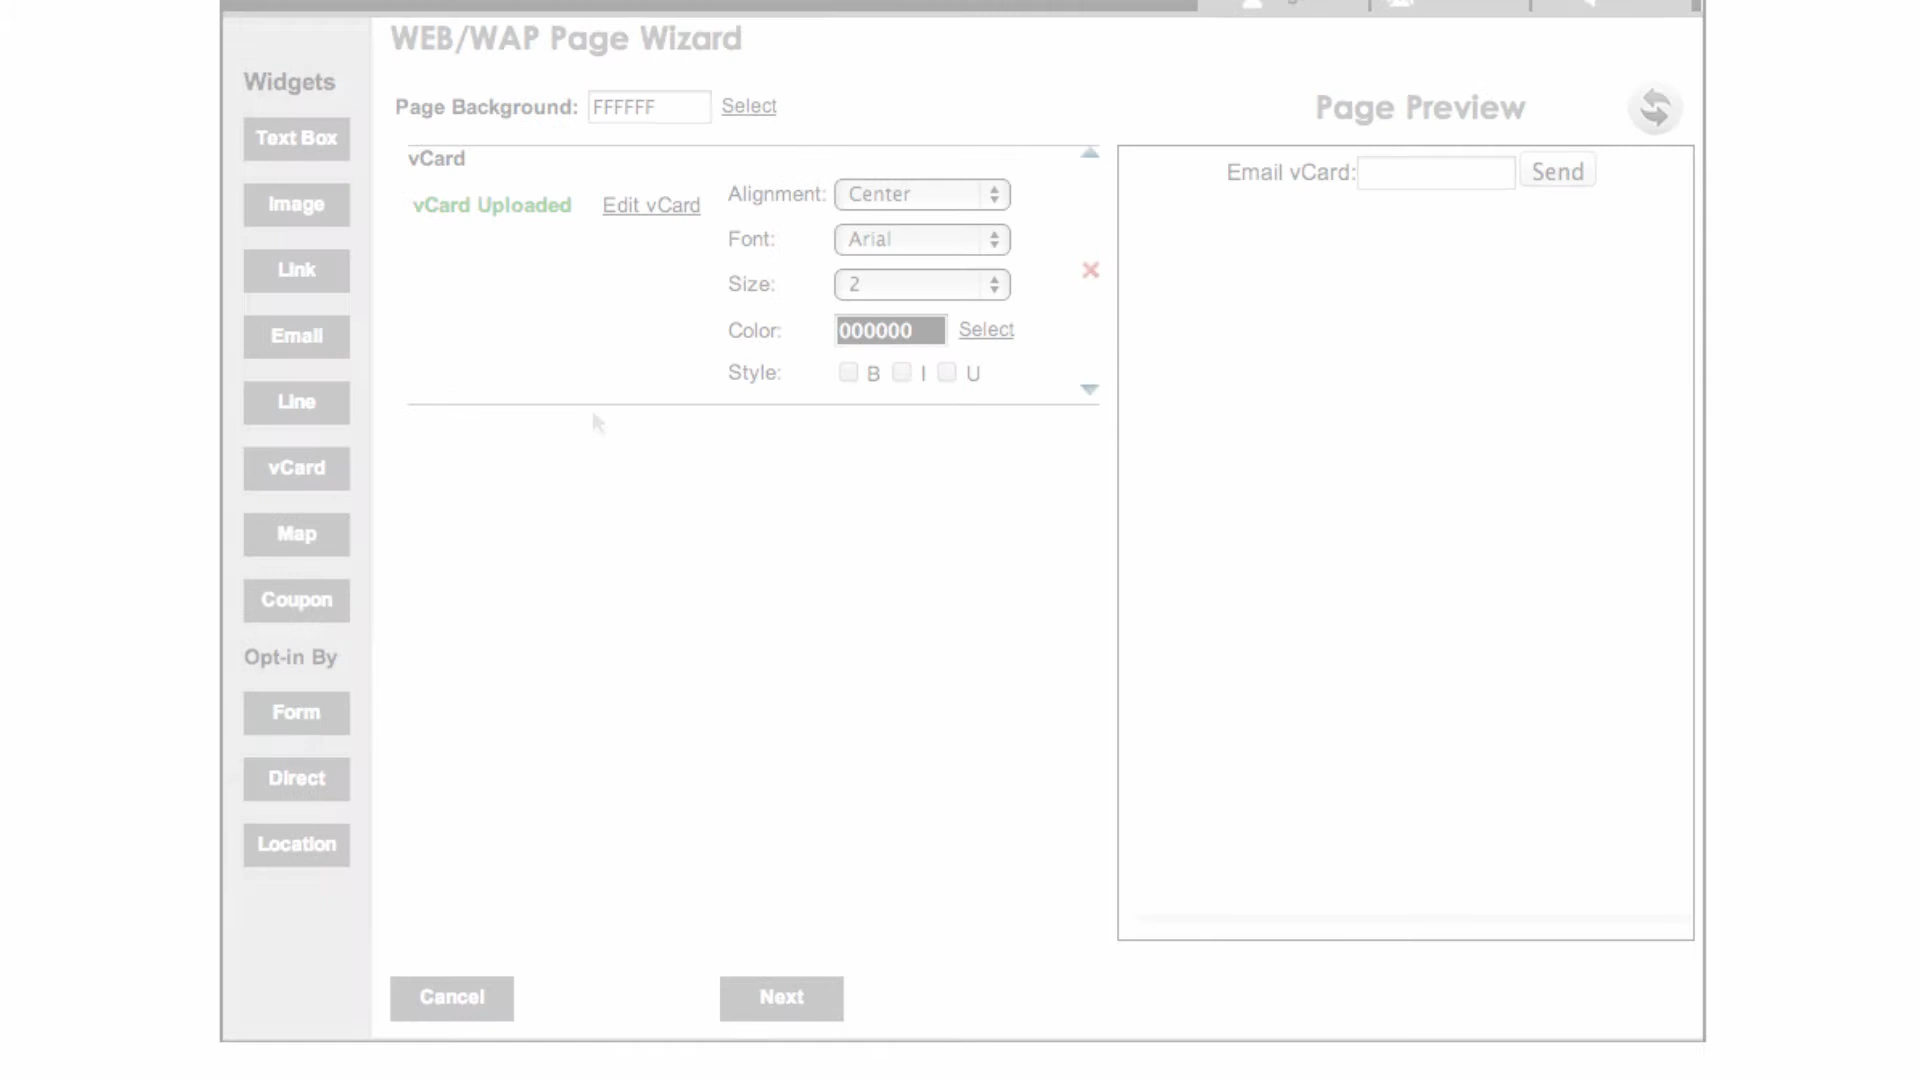 WEB/WAP Page Wizard
Widgets
Text Box
Image
Link
Email
Line
vCard
Map
Coupon
Opt-in By
Form
Direct
Location
Page Background: FFFFFF Select
vCard
vCard Uploaded Edit vCard
Alignment: Center
Font: Arial
Size: 2
Color: 000000 Select
Style: B I U
Cancel
Next
Page Preview
Email vCard: Send